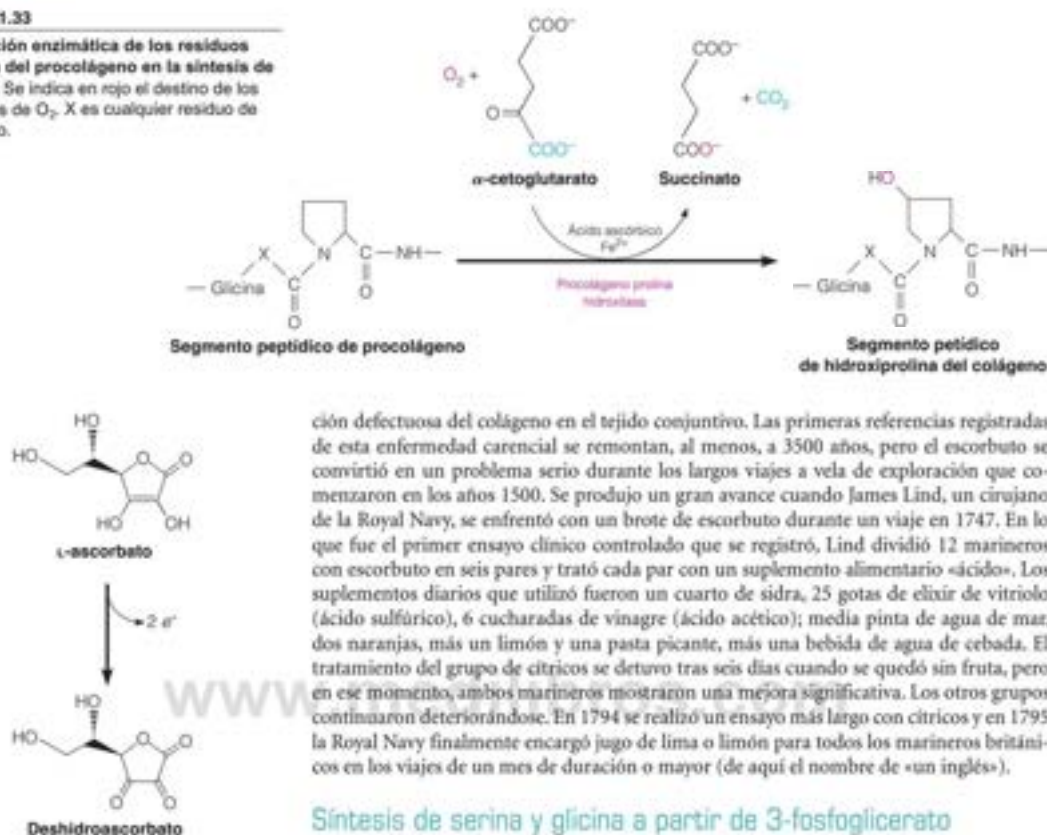 1.33
ción enzimática de los residuos
del procolágeno en la síntesis de
Se indica en rojo el destino de los
s de O₂. X es cualquier residuo de
o.
COO⁻
O₂ +
O
COO⁻
α-cetoglutarato
COO⁻
+ CO₂
COO⁻
Succinato
Ácido ascórbico
Fe²⁺
Procolágeno prolina
hidroxilasa
— Glicina
X
C
O
N
C—NH—
O
Segmento peptídico de procolágeno
HO
— Glicina
X
C
O
N
C—NH—
O
Segmento petídico
de hidroxiprolina del colágeno
HO
HO
O
O
HO
OH
L-ascorbato
2 e⁻
HO
HO
O
O
O
O
Deshidroascorbato
ción defectuosa del colágeno en el tejido conjuntivo. Las primeras referencias registradas
de esta enfermedad carencial se remontan, al menos, a 3500 años, pero el escorbuto se
convirtió en un problema serio durante los largos viajes a vela de exploración que co-
menzaron en los años 1500. Se produjo un gran avance cuando James Lind, un cirujano
de la Royal Navy, se enfrentó con un brote de escorbuto durante un viaje en 1747. En lo
que fue el primer ensayo clínico controlado que se registró, Lind dividió 12 marineros
con escorbuto en seis pares y trató cada par con un suplemento alimentario «ácido». Los
suplementos diarios que utilizó fueron un cuarto de sidra, 25 gotas de elixir de vitriolo
(ácido sulfúrico), 6 cucharadas de vinagre (ácido acético); media pinta de agua de mar,
dos naranjas, más un limón y una pasta picante, más una bebida de agua de cebada. El
tratamiento del grupo de cítricos se detuvo tras seis días cuando se quedó sin fruta, pero
en ese momento, ambos marineros mostraron una mejora significativa. Los otros grupos
continuaron deteriorándose. En 1794 se realizó un ensayo más largo con cítricos y en 1795
la Royal Navy finalmente encargó jugo de lima o limón para todos los marineros británi-
cos en los viajes de un mes de duración o mayor (de aquí el nombre de «un inglés»).
Síntesis de serina y glicina a partir de 3-fosfoglicerato